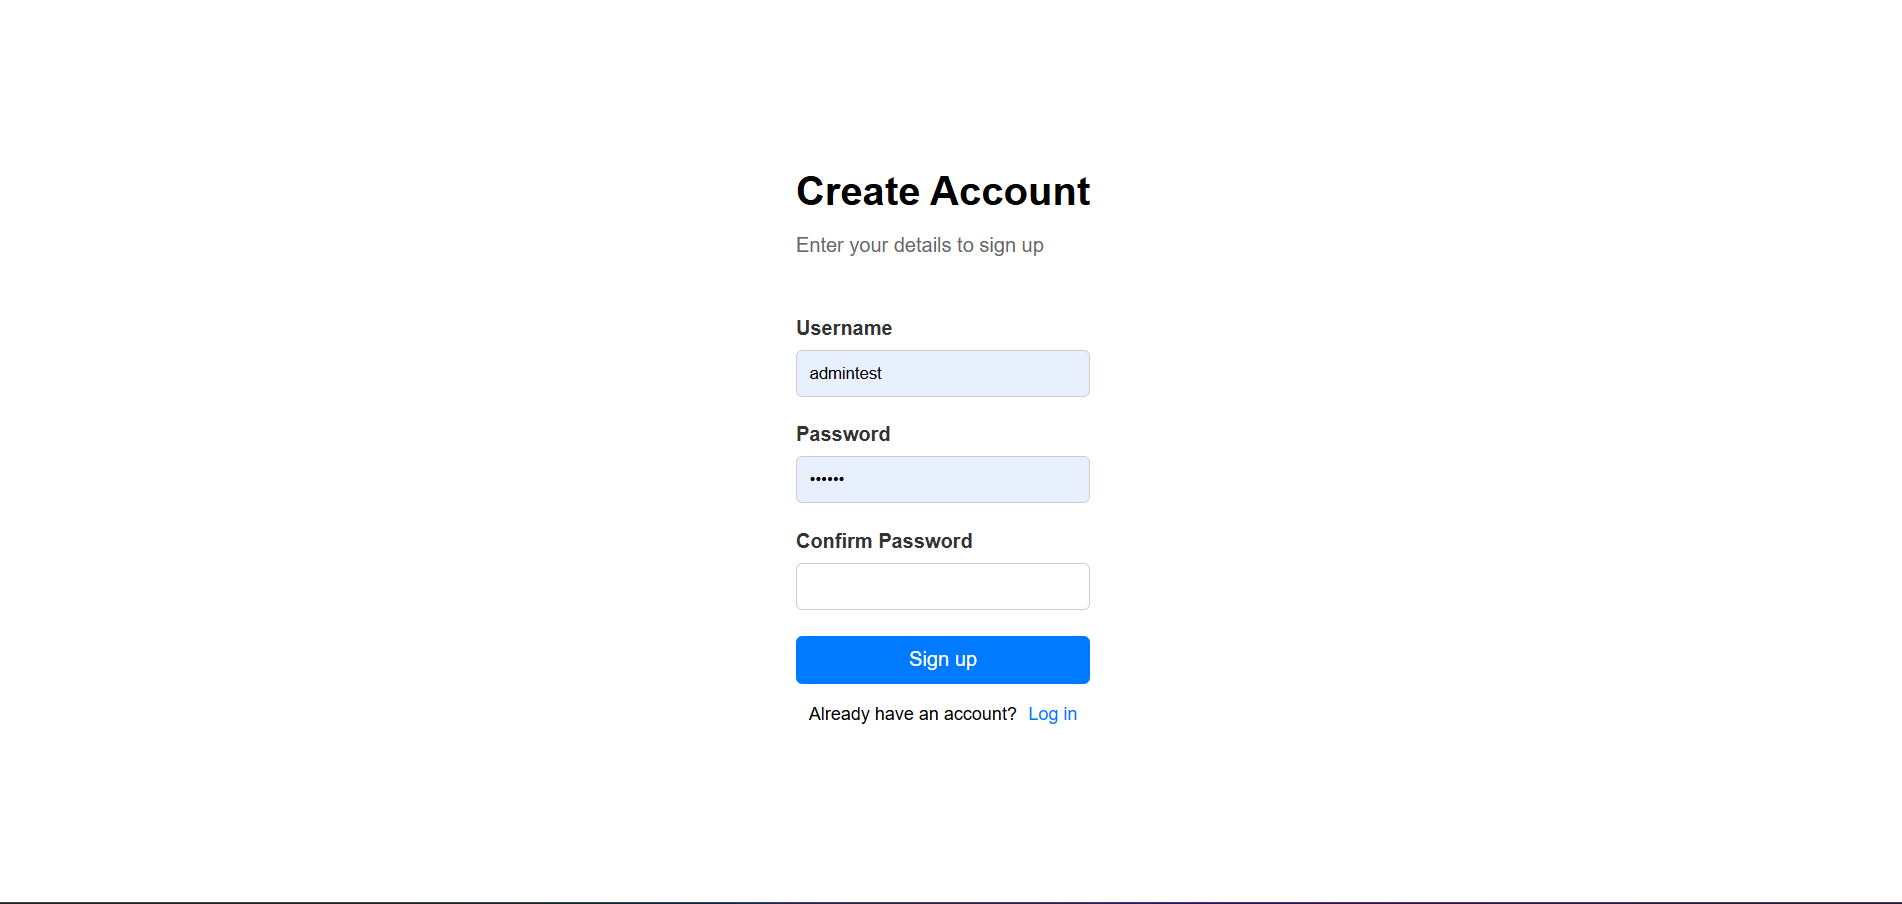 Create Account
Enter your details to sign up
Username
admintest
Password
••••••
Confirm Password
Sign up
Already have an account? Log in